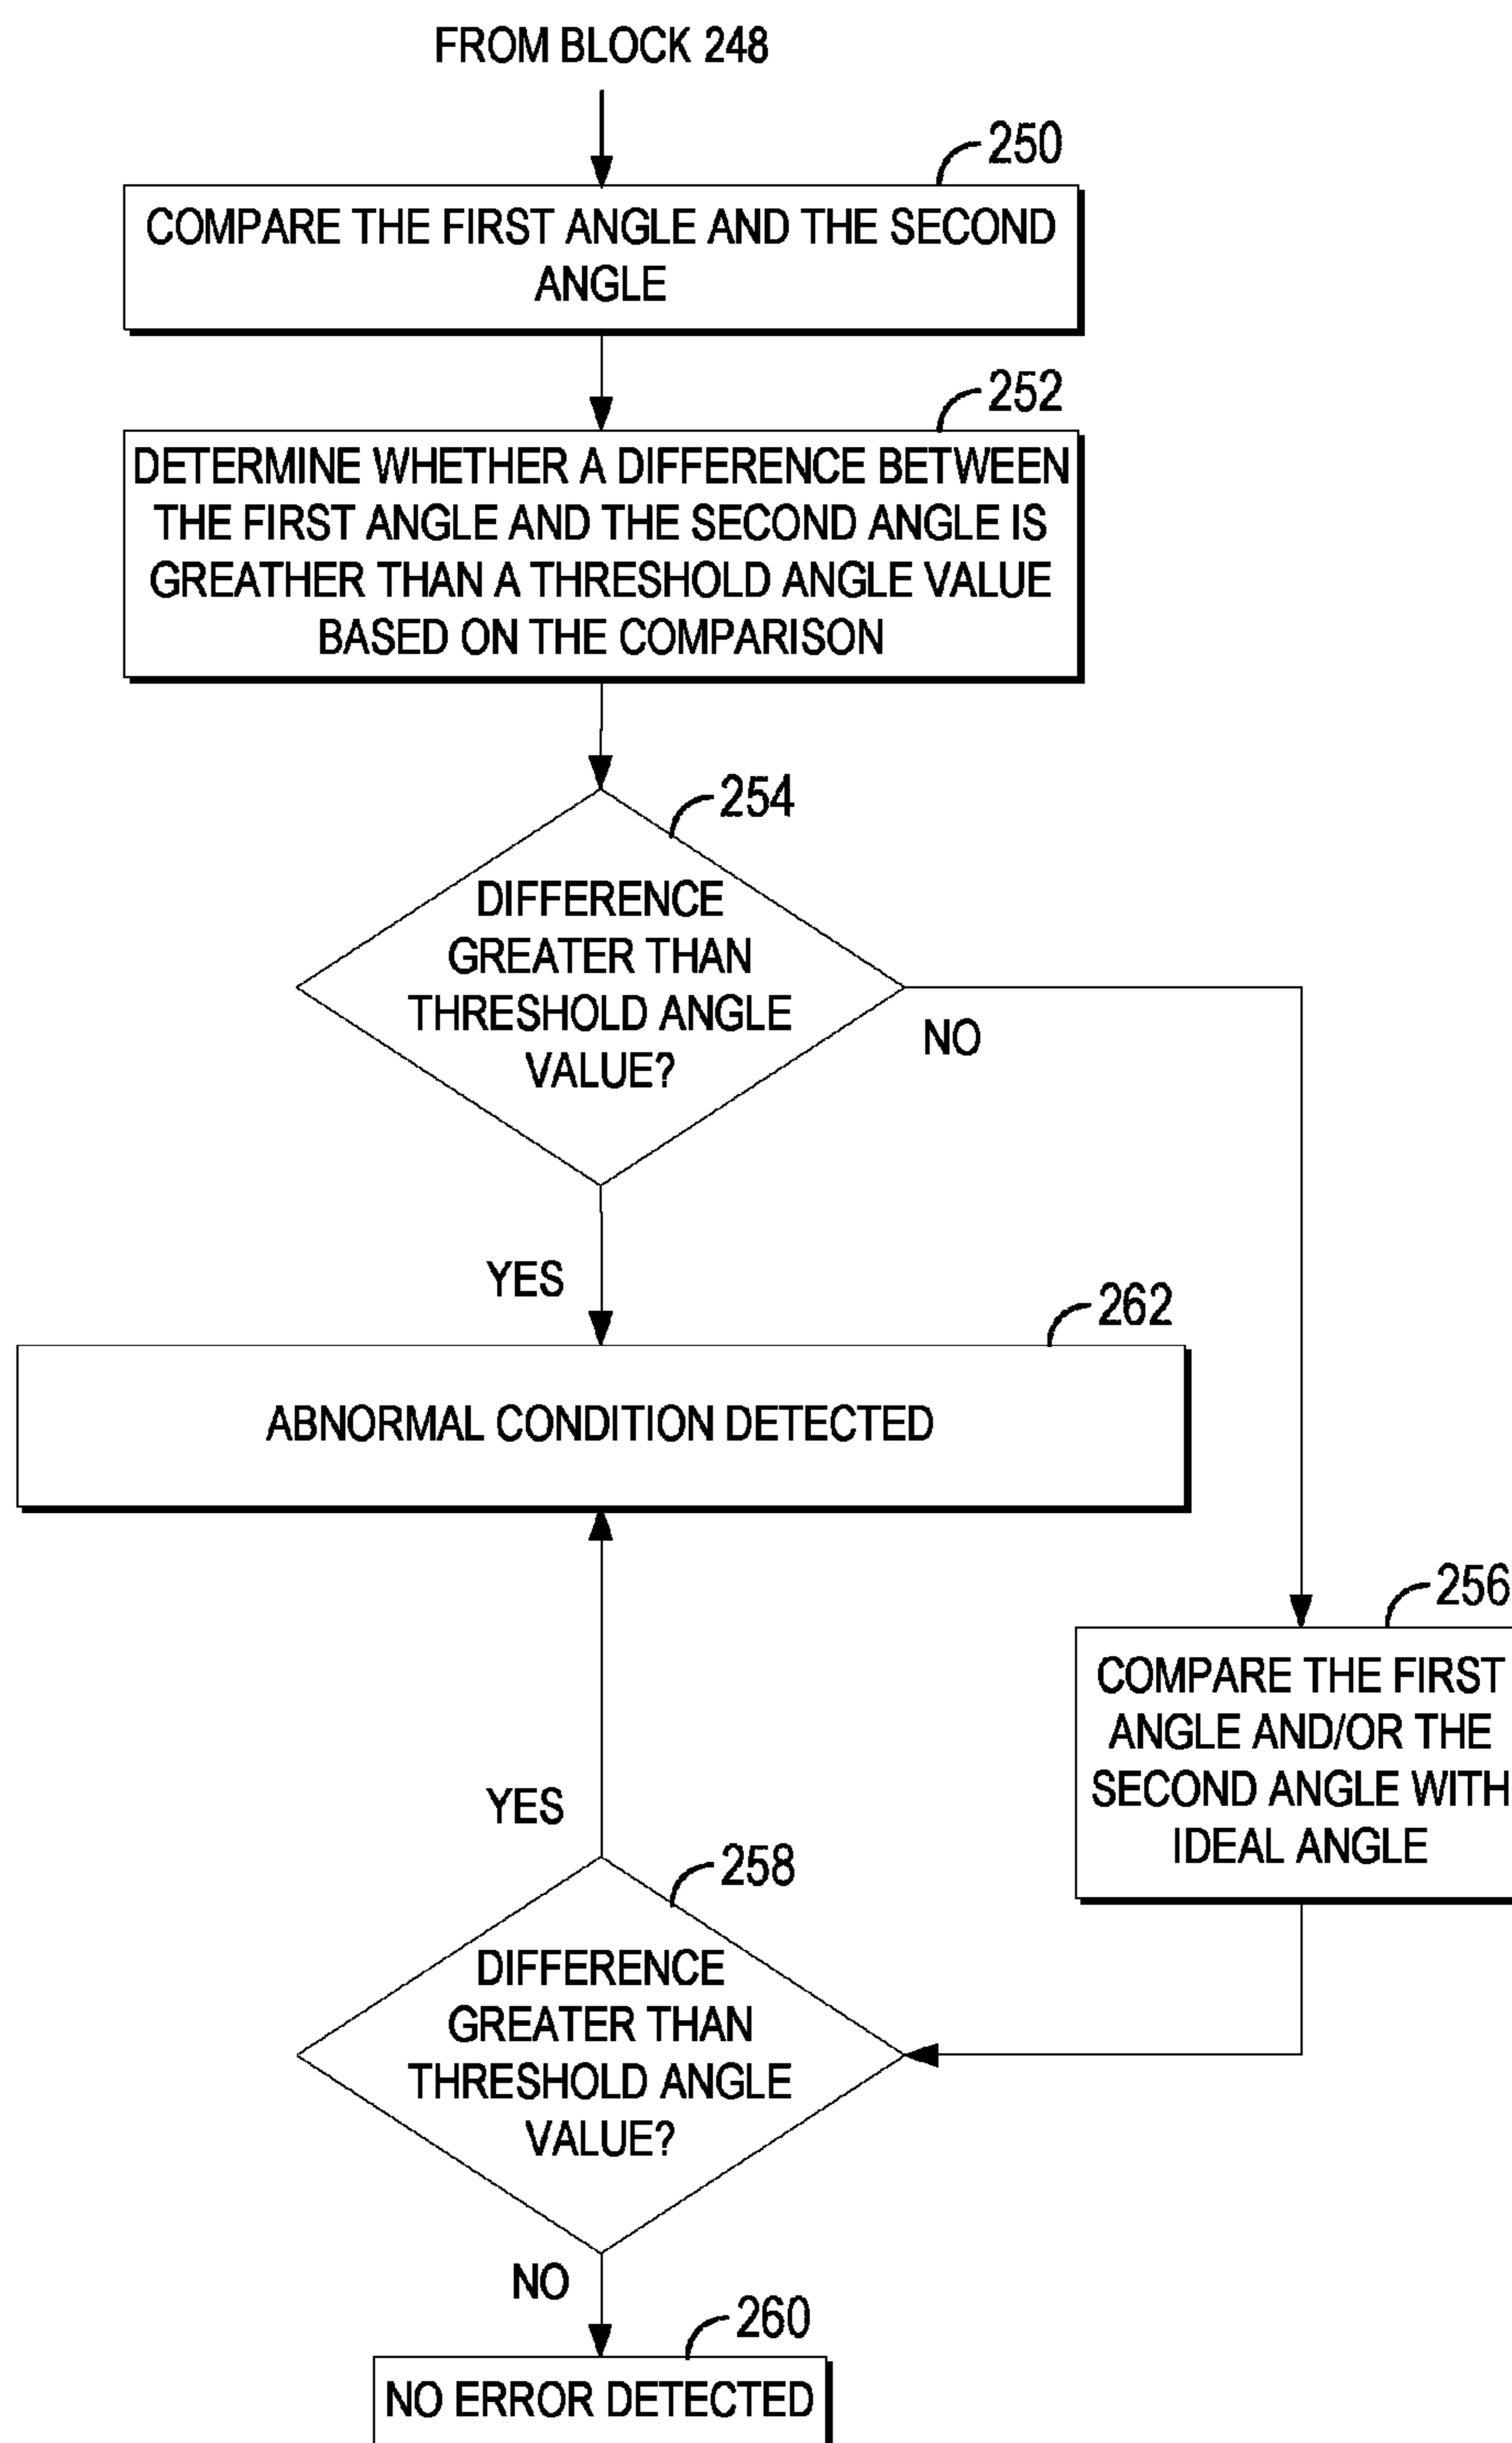 FROM BLOCK 248
250
COMPARE THE FIRST ANGLE AND THE SECOND
ANGLE
252
DETERMINE WHETHER A DIFFERENCE BETWEEN
THE FIRST ANGLE AND THE SECOND ANGLE IS
GREATHER THAN A THRESHOLD ANGLE VALUE
BASED ON THE COMPARISON
254
DIFFERENCE
GREATER THAN
THRESHOLD ANGLE
VALUE?
NO
YES
262
ABNORMAL CONDITION DETECTED
256
COMPARE THE FIRST
ANGLE AND/OR THE
SECOND ANGLE WITH
IDEAL ANGLE
YES
258
DIFFERENCE
GREATER THAN
THRESHOLD ANGLE
VALUE?
NO
260
NO ERROR DETECTED